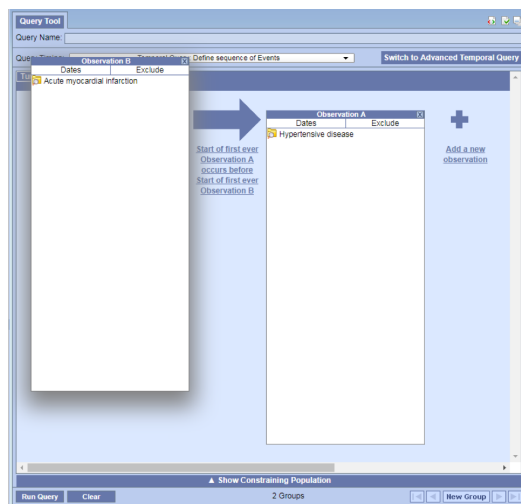 Query Tool
Query Name:
Define sequence of Events
Switch to Advanced Temporal Query
Observation B X
Dates Exclude
Acute myocardial infarction
Start of first ever
Observation A
occurs before
Start of first ever
Observation B
Observation A X
Dates Exclude
Hypertensive disease
Add a new
observation
▲ Show Constraining Population
Run Query Clear 2 Groups New Group